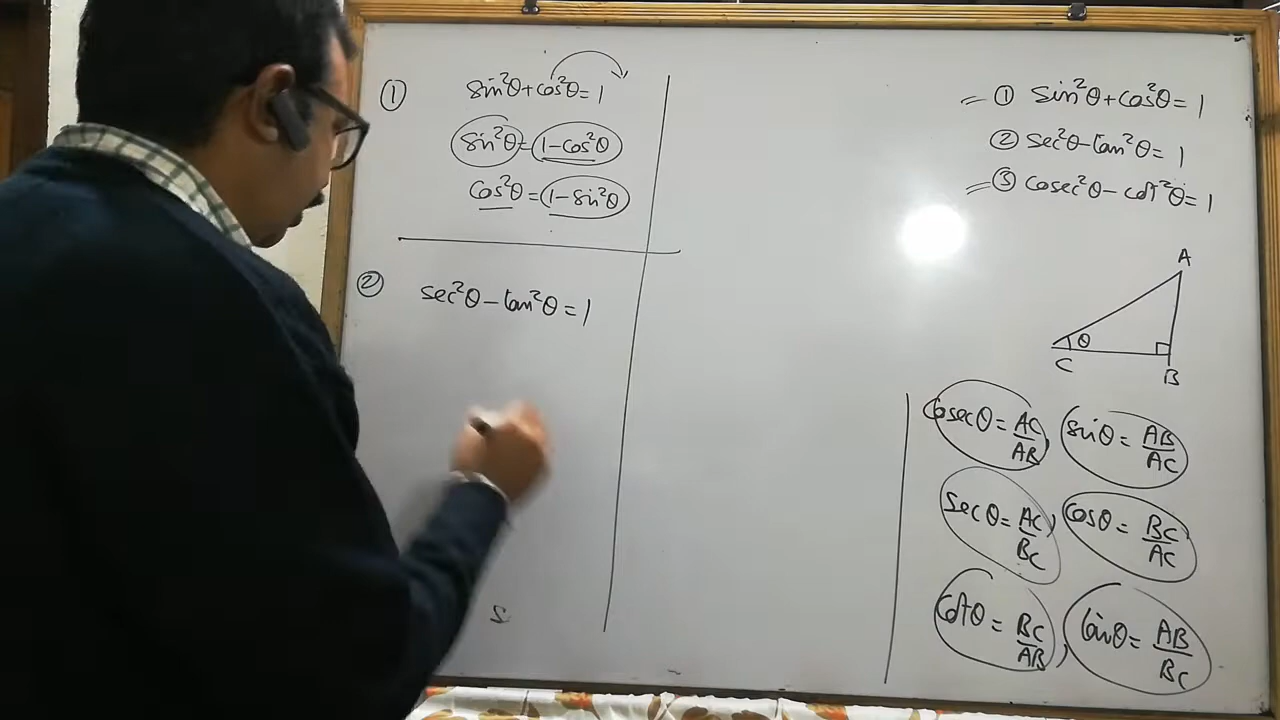 ① sin²θ+cos²θ=1
sin²θ=1-cos²θ
cos²θ=1-sin²θ
② sec²θ-tan²θ=1
S
① sin²θ+cos²θ=1
② sec²θ-tan²θ=1
③ cosec²θ-cot²θ=1
A
θ
C
B
cosecθ=AC/AB, sinθ=AB/AC
secθ=AC/BC, cosθ=BC/AC
cotθ=BC/AB, tanθ=AB/BC